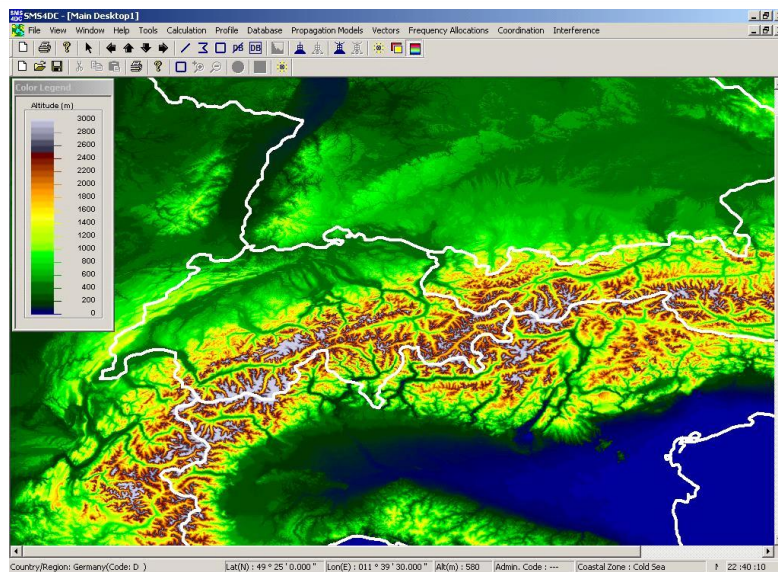 SMS4DC - [Main Desktop1]
File View Window Help Tools Calculation Profile Database Propagation Models Vectors Frequency Allocations Coordination Interference
DB
Color Legend
Altitude (m)
3000
2800
2600
2400
2200
2000
1800
1600
1400
1200
1000
800
600
400
200
0
Country/Region: Germany(Code: D ) Lat(N) : 49 ° 25 ' 0.000 " Lon(E) : 011 ° 39 ' 30.000 " Alt(m) : 580 Admin. Code : --- Coastal Zone : Cold Sea 22 :40 :10